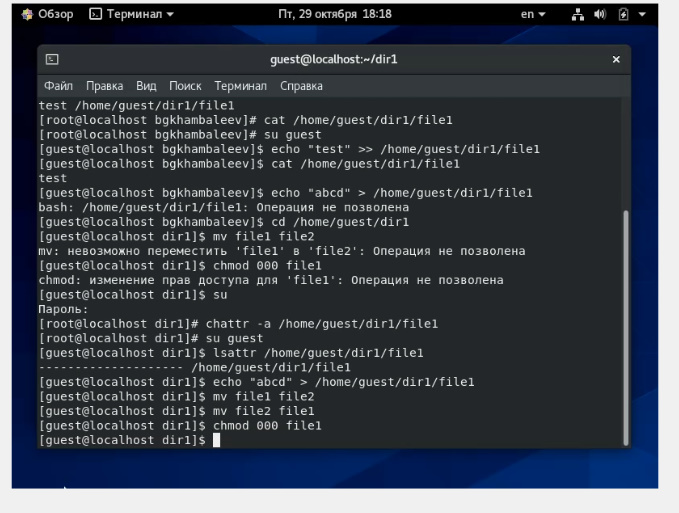 Обзор Терминал Пт, 29 октября 18:18 en
guest@localhost:~/dir1 ×
Файл Правка Вид Поиск Терминал Справка
test /home/guest/dir1/file1
[root@localhost bgkhambaleev]# cat /home/guest/dir1/file1
[root@localhost bgkhambaleev]# su guest
[guest@localhost bgkhambaleev]$ echo "test" >> /home/guest/dir1/file1
[guest@localhost bgkhambaleev]$ cat /home/guest/dir1/file1
test
[guest@localhost bgkhambaleev]$ echo "abcd" > /home/guest/dir1/file1
bash: /home/guest/dir1/file1: Операция не позволена
[guest@localhost bgkhambaleev]$ cd /home/guest/dir1
[guest@localhost dir1]$ mv file1 file2
mv: невозможно переместить 'file1' в 'file2': Операция не позволена
[guest@localhost dir1]$ chmod 000 file1
chmod: изменение прав доступа для 'file1': Операция не позволена
[guest@localhost dir1]$ su
Пароль:
[root@localhost dir1]# chattr -a /home/guest/dir1/file1
[root@localhost dir1]# su guest
[guest@localhost dir1]$ lsattr /home/guest/dir1/file1
-------------------- /home/guest/dir1/file1
[guest@localhost dir1]$ echo "abcd" > /home/guest/dir1/file1
[guest@localhost dir1]$ mv file1 file2
[guest@localhost dir1]$ mv file2 file1
[guest@localhost dir1]$ chmod 000 file1
[guest@localhost dir1]$